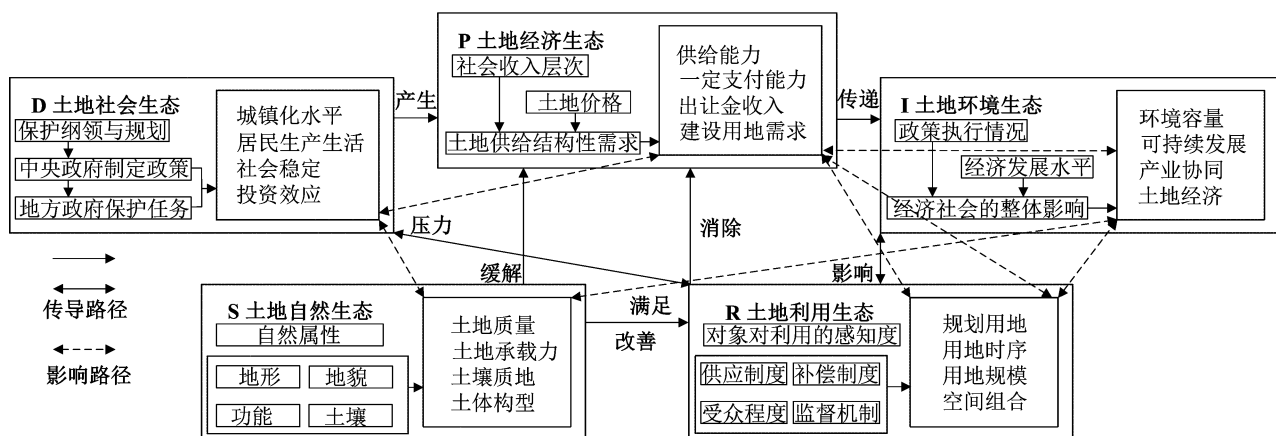 P 土地经济生态
社会收入层次
土地价格
土地供给结构性需求
供给能力
一定支付能力
出让金收入
建设用地需求
D 土地社会生态
保护纲领与规划
中央政府制定政策
地方政府保护任务
城镇化水平
居民生产生活
社会稳定
投资效应
产生
传递
I 土地环境生态
政策执行情况
经济发展水平
经济社会的整体影响
环境容量
可持续发展
产业协同
土地经济
压力
缓解
消除
影响
传导路径
影响路径
S 土地自然生态
自然属性
地形
地貌
功能
土壤
土地质量
土地承载力
土壤质地
土体构型
满足
改善
R 土地利用生态
对象对利用的感知度
供应制度
补偿制度
受众程度
监督机制
规划用地
用地时序
用地规模
空间组合